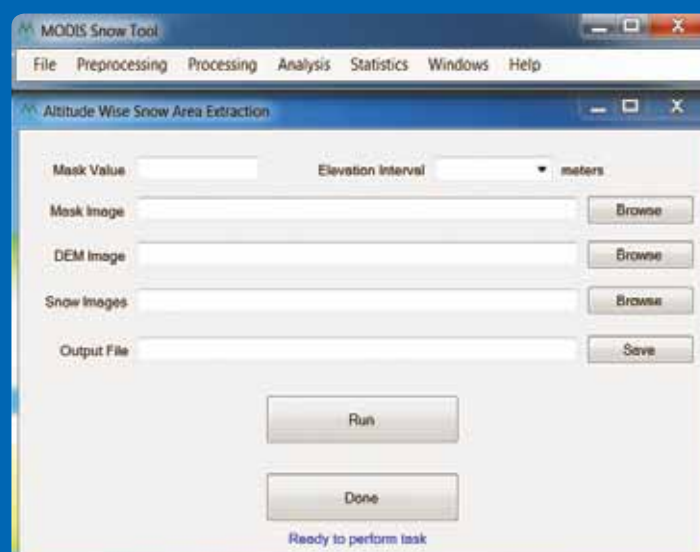 MODIS Snow Tool
File Preprocessing Processing Analysis Statistics Windows Help
Altitude Wise Snow Area Extraction
Mask Value Elevation Interval meters
Mask Image Browse
DEM Image Browse
Snow Images Browse
Output File Save
Run
Done
Ready to perform task